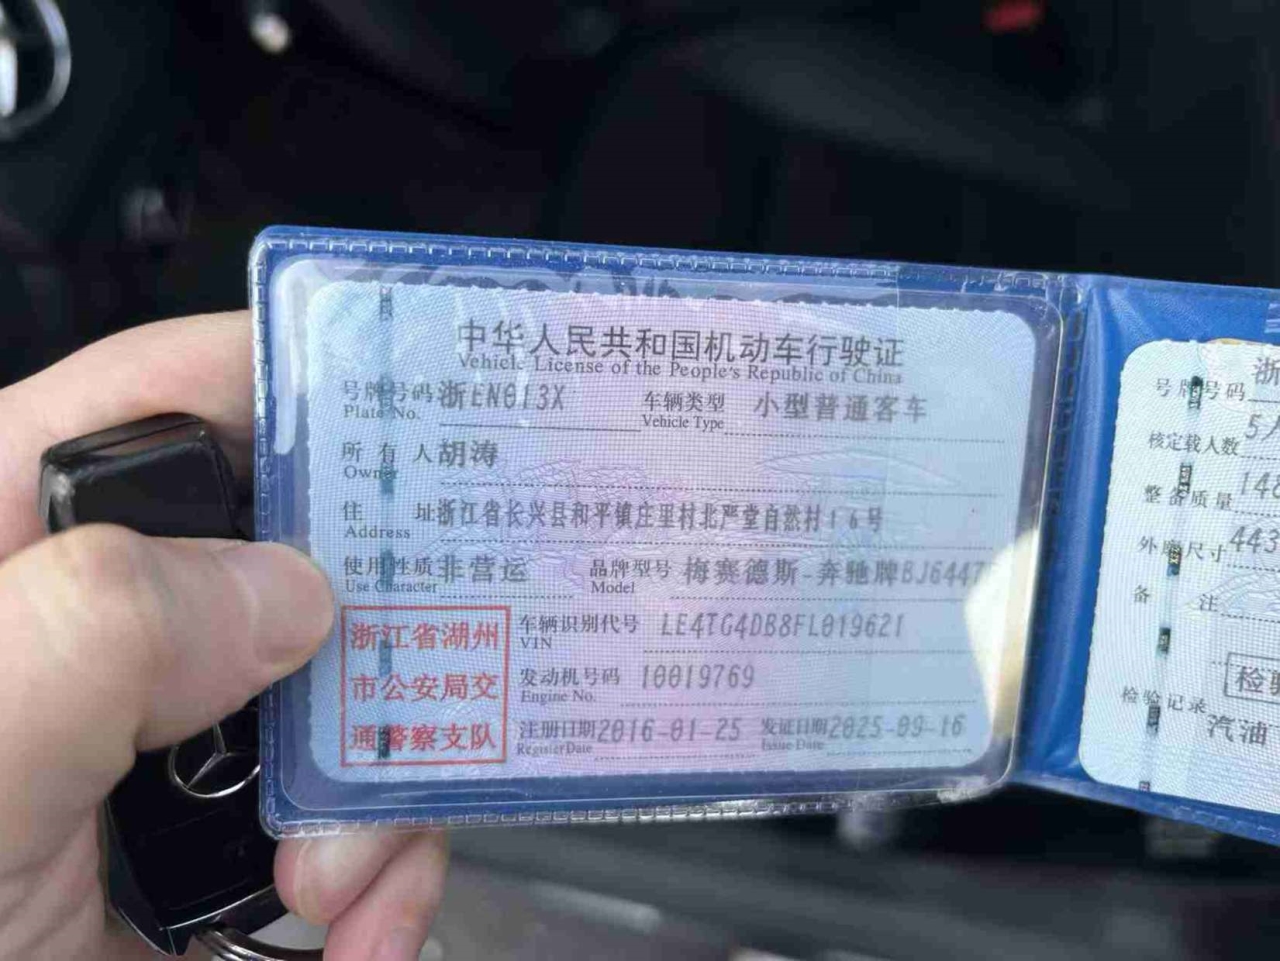 中华人民共和国机动车行驶证
Vehicle License of the People's Republic of China
号牌号码 浙EN013X 车辆类型 小型普通客车
Plate No. Vehicle Type
所有人 胡涛
Owner
住址 浙江省长兴县和平镇庄里村北严堂自然村16号
Address
使用性质 非营运 品牌型号 梅赛德斯-奔驰牌BJ6447
Use Character Model
浙江省湖州
市公安局交
通警察支队
车辆识别代号 LE4TG4DB8FL019621
VIN
发动机号码 10019769
Engine No.
注册日期 2016-01-25 发证日期 2025-09-16
Register Date Issue Date
号牌号码 浙
核定载人数 5人
整备质量
外廓尺寸 443
备注
检验记录
汽油